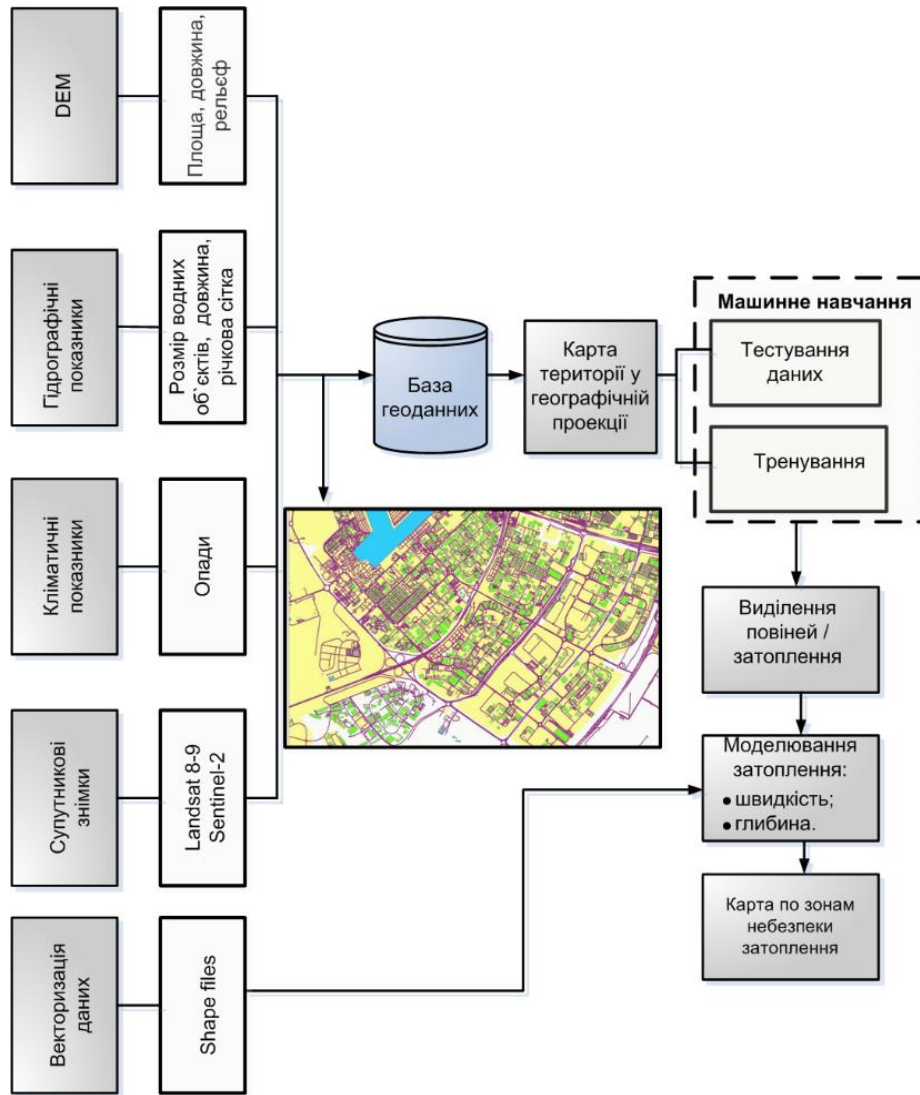 DEM
Площа, довжина,
рельєф
Гідрографічні
показники
Розмір водних
об`єктів, довжина,
річкова сітка
Кліматичні
показники
Опади
Супутникові
знімки
Landsat 8-9
Sentinel-2
Векторизація
даних
Shape files
База
геоданних
Карта
території у
географічній
проекції
Машинне навчання
Тестування
даних
Тренування
Виділення
повіней /
затоплення
Моделювання
затоплення:
● швидкість;
● глибина.
Карта по зонам
небезпеки
затоплення